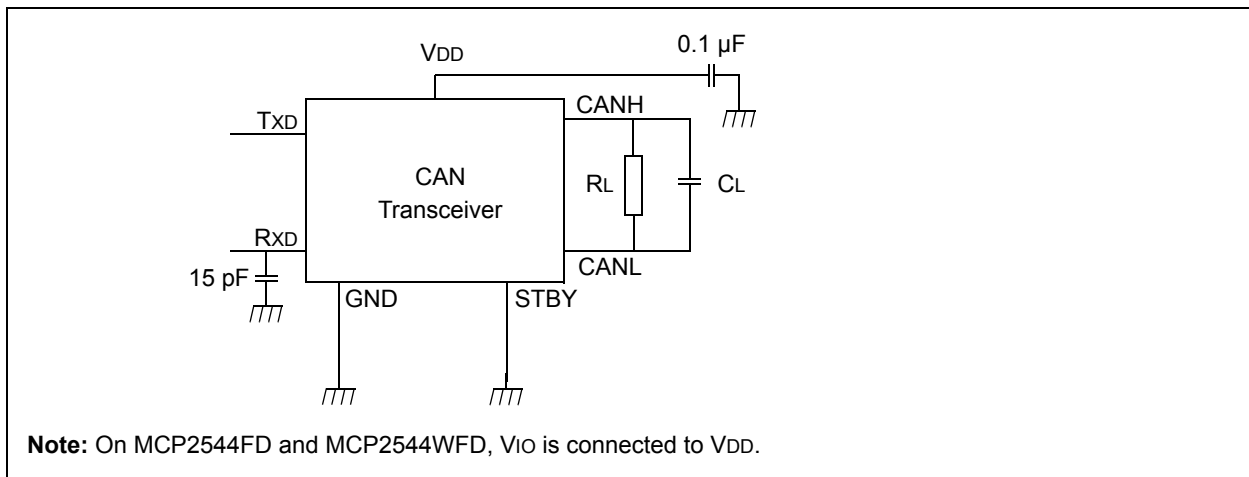 0.1 µF
VDD
CANH
TXD
CAN
Transceiver
RL
CL
RXD
CANL
15 pF
GND
STBY
Note: On MCP2544FD and MCP2544WFD, VIO is connected to VDD.